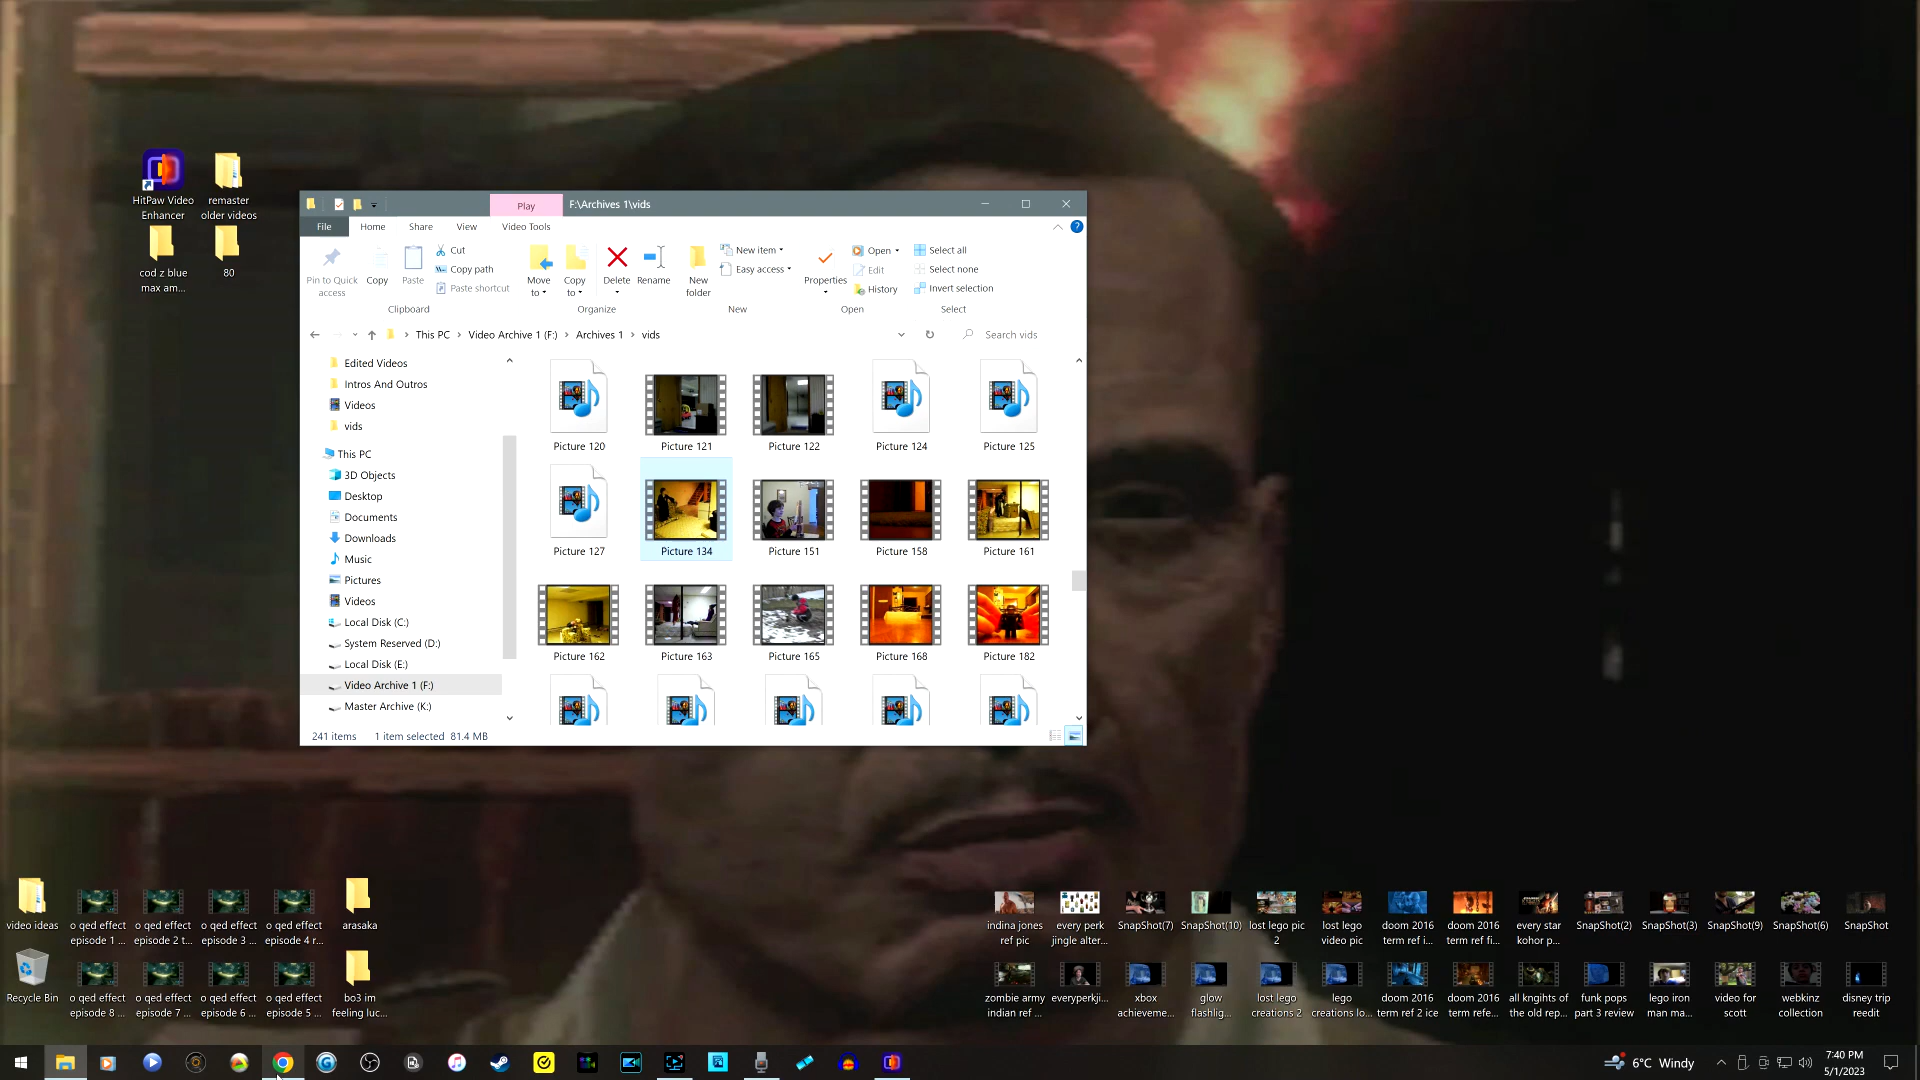 HitPaw Video
Enhancer
remaster
older videos
cod z blue
max am...
80
Play
F:\Archives 1\vids
File
Home
Share
View
Video Tools
Pin to Quick
access
Copy
Paste
Cut
Copy path
Paste shortcut
Clipboard
Move
to
Copy
to
Delete
Rename
Organize
New
folder
New item
Easy access
New
Properties
Open
Edit
History
Open
Select all
Select none
Invert selection
Select
This PC > Video Archive 1 (F:) > Archives 1 > vids
Search vids
Edited Videos
Intros And Outros
Videos
vids
This PC
3D Objects
Desktop
Documents
Downloads
Music
Pictures
Videos
Local Disk (C:)
System Reserved (D:)
Local Disk (E:)
Video Archive 1 (F:)
Master Archive (K:)
Picture 120
Picture 121
Picture 122
Picture 124
Picture 125
Picture 127
Picture 134
Picture 151
Picture 158
Picture 161
Picture 162
Picture 163
Picture 165
Picture 168
Picture 182
241 items
1 item selected 81.4 MB
video ideas
o qed effect
episode 1 ...
o qed effect
episode 2 t...
o qed effect
episode 3 ...
o qed effect
episode 4 r...
arasaka
Recycle Bin
o qed effect
episode 8 ...
o qed effect
episode 7 ...
o qed effect
episode 6 ...
o qed effect
episode 5 ...
bo3 im
feeling luc...
indina jones
ref pic
every perk
jingle alter...
SnapShot(7)
SnapShot(10)
lost lego pic
2
lost lego
video pic
doom 2016
term ref i...
doom 2016
term ref fi...
every star
kohor p...
SnapShot(2)
SnapShot(3)
SnapShot(9)
SnapShot(6)
SnapShot
zombie army
indian ref ...
everyperkji...
xbox
achieveme...
glow
flashlig...
lost lego
creations 2
lego
creations lo...
doom 2016
term ref 2 ice
doom 2016
term refe...
all kngihts of
the old rep...
funk pops
part 3 review
lego iron
man ma...
video for
scott
webkinz
collection
disney trip
reedit
6°C Windy
7:40 PM
5/1/2023